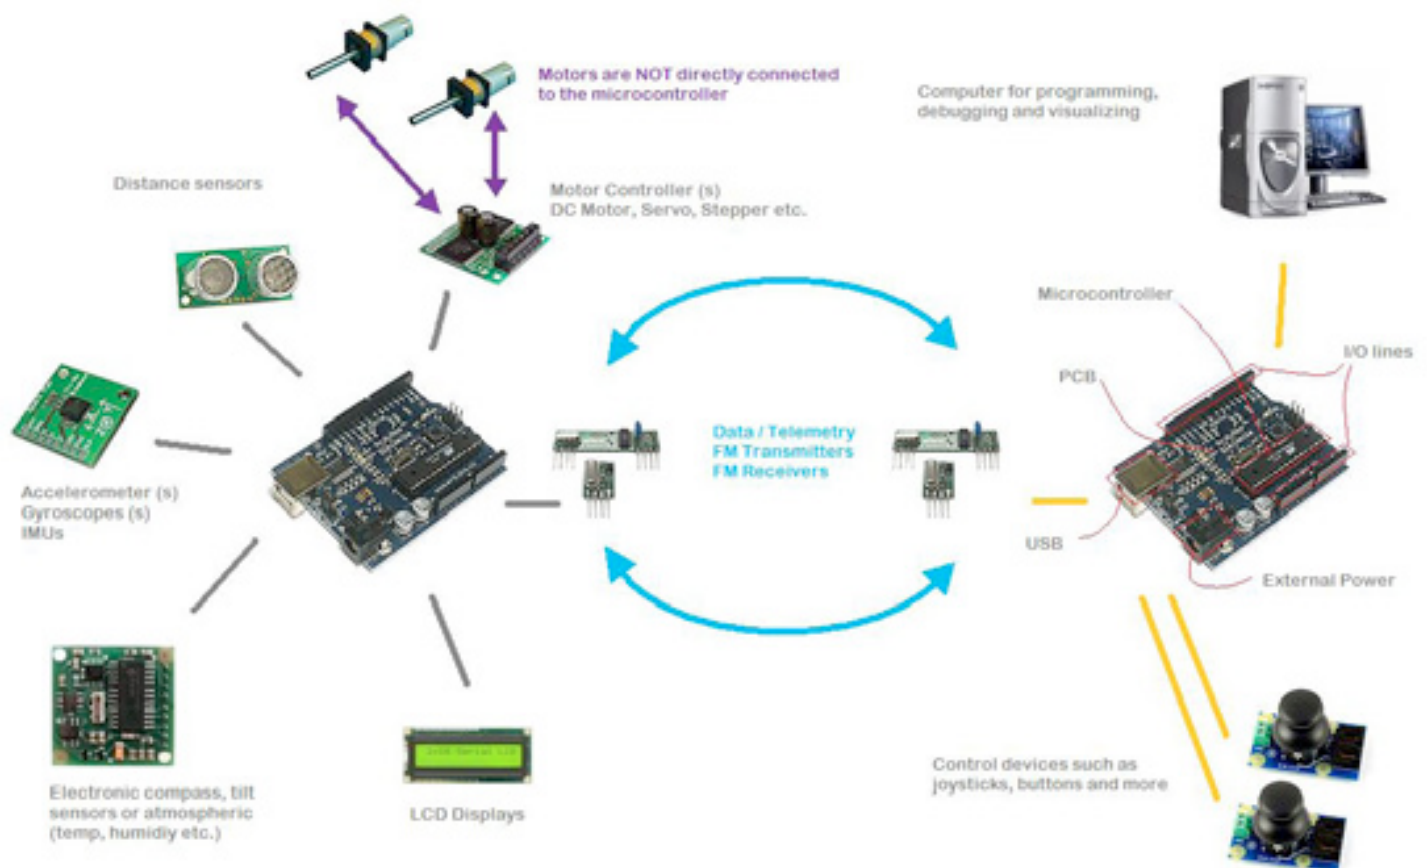 Motors are NOT directly connected
to the microcontroller
Computer for programming,
debugging and visualizing
Distance sensors
Motor Controller (s)
DC Motor, Servo, Stepper etc.
Microcontroller
I/O lines
PCB
Data / Telemetry
FM Transmitters
FM Receivers
Accelerometer (s)
Gyroscopes (s)
IMUs
USB
External Power
Electronic compass, tilt
sensors or atmospheric
(temp, humidiy etc.)
LCD Displays
Control devices such as
joysticks, buttons and more